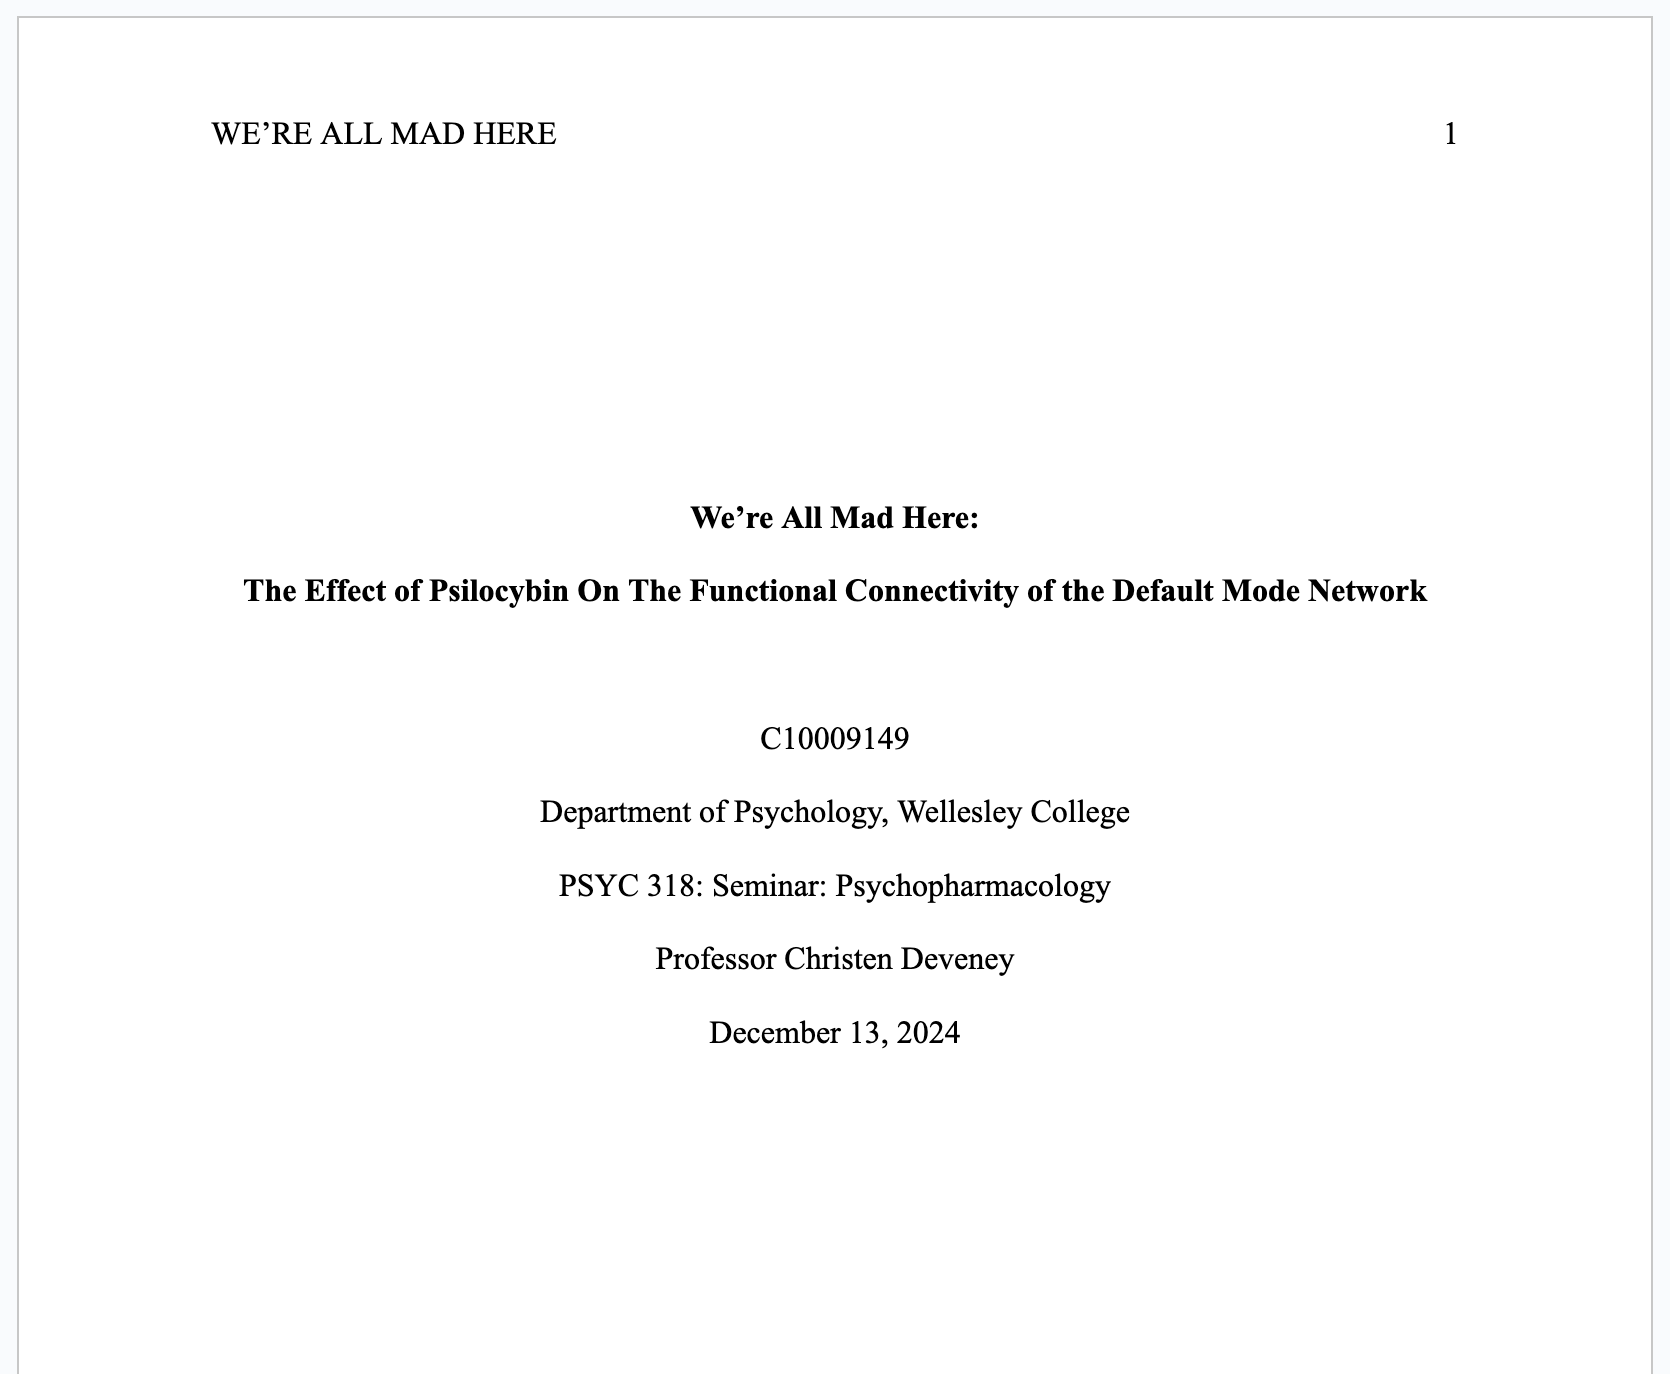 WE’RE ALL MAD HERE 1
We’re All Mad Here:
The Effect of Psilocybin On The Functional Connectivity of the Default Mode Network
C10009149
Department of Psychology, Wellesley College
PSYC 318: Seminar: Psychopharmacology
Professor Christen Deveney
December 13, 2024